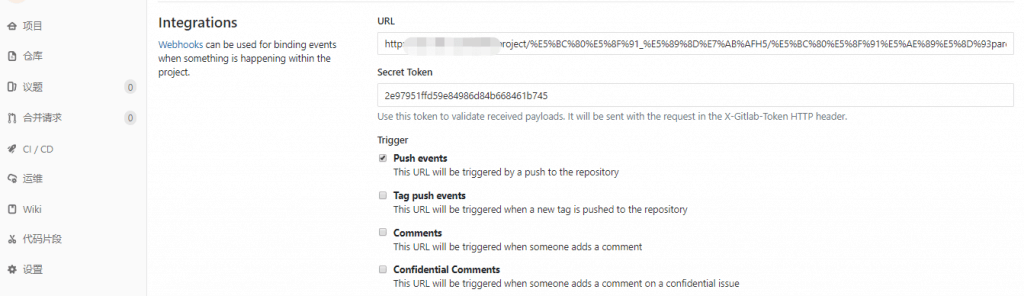 项目
仓库
议题 0
合并请求 0
CI / CD
运维
Wiki
代码片段
设置
Integrations
Webhooks can be used for binding events
when something is happening within the
project.
URL
http roject/%E5%BC%80%E5%8F%91_%E5%89%8D%E7%AB%AFH5/%E5%BC%80%E5%8F%91%E5%AE%89%E5%8D%93pare
Secret Token
2e97951ffd59e84986d84b668461b745
Use this token to validate received payloads. It will be sent with the request in the X-Gitlab-Token HTTP header.
Trigger
Push events
This URL will be triggered by a push to the repository
Tag push events
This URL will be triggered when a new tag is pushed to the repository
Comments
This URL will be triggered when someone adds a comment
Confidential Comments
This URL will be triggered when someone adds a comment on a confidential issue